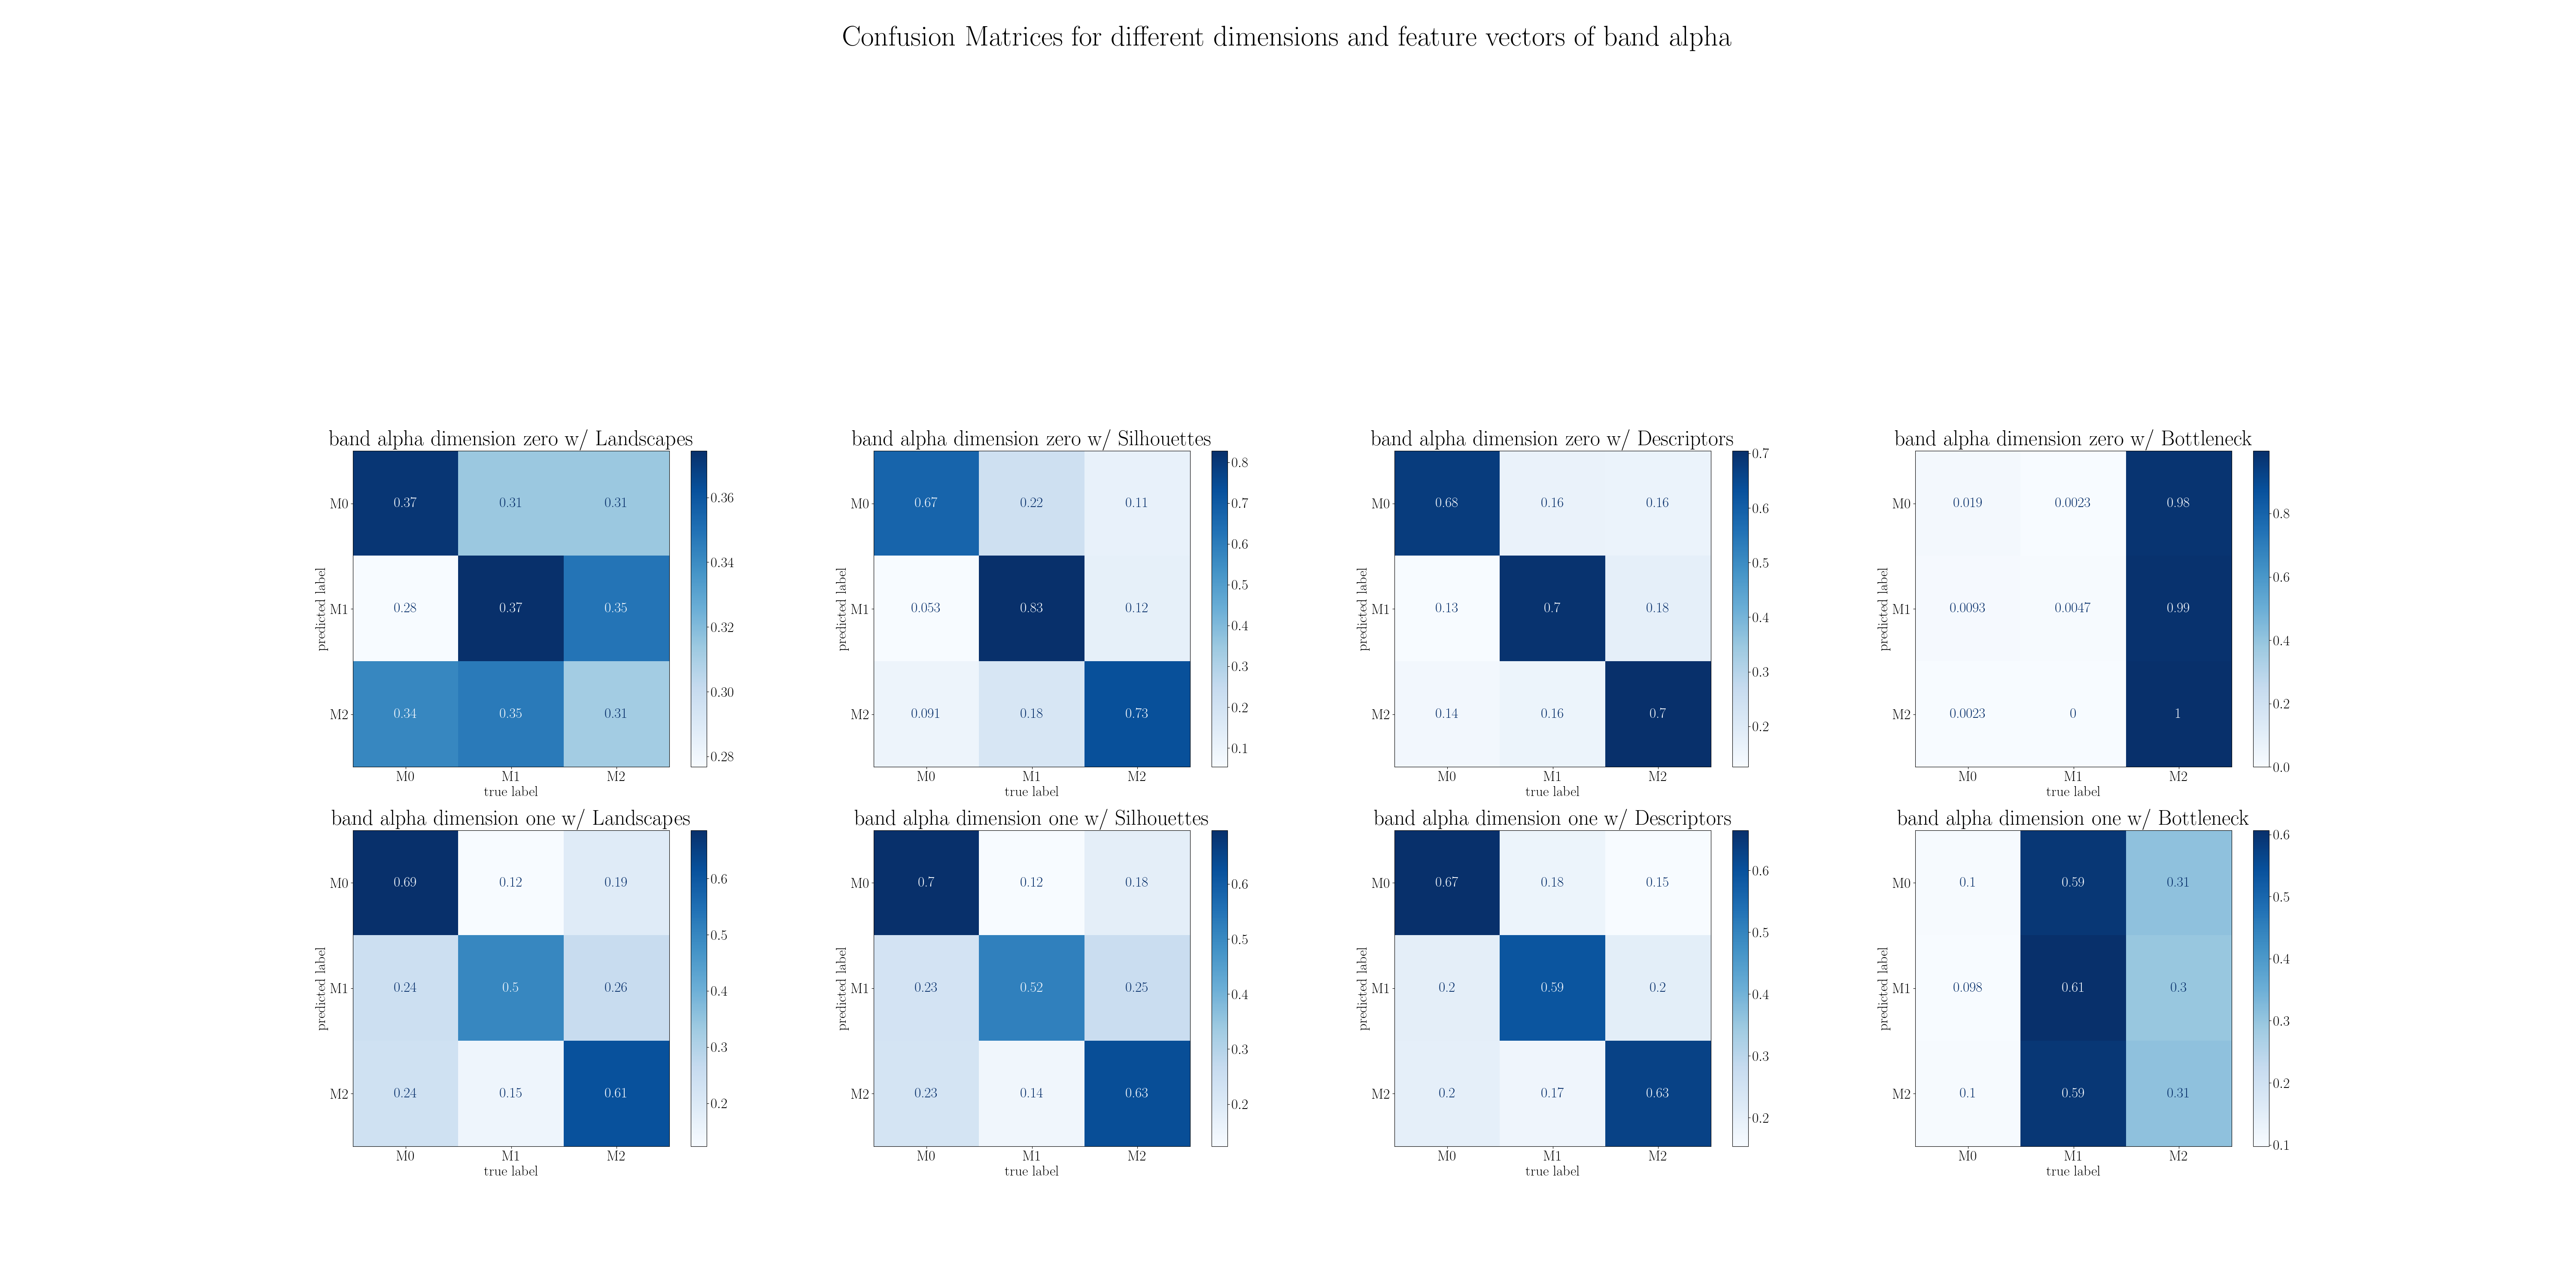 Confusion Matrices for different dimensions and feature vectors of band alpha
band alpha dimension zero w/ Landscapes
predicted label
M0 0.37 0.31 0.31
M1 0.28 0.37 0.35
M2 0.34 0.35 0.31
M0 M1 M2
true label
0.36
0.34
0.32
0.30
0.28
band alpha dimension zero w/ Silhouettes
predicted label
M0 0.67 0.22 0.11
M1 0.053 0.83 0.12
M2 0.091 0.18 0.73
M0 M1 M2
true label
0.8
0.7
0.6
0.5
0.4
0.3
0.2
0.1
band alpha dimension zero w/ Descriptors
predicted label
M0 0.68 0.16 0.16
M1 0.13 0.7 0.18
M2 0.14 0.16 0.7
M0 M1 M2
true label
0.7
0.6
0.5
0.4
0.3
0.2
band alpha dimension zero w/ Bottleneck
predicted label
M0 0.019 0.0023 0.98
M1 0.0093 0.0047 0.99
M2 0.0023 0 1
M0 M1 M2
true label
0.8
0.6
0.4
0.2
0.0
band alpha dimension one w/ Landscapes
predicted label
M0 0.69 0.12 0.19
M1 0.24 0.5 0.26
M2 0.24 0.15 0.61
M0 M1 M2
true label
0.6
0.5
0.4
0.3
0.2
band alpha dimension one w/ Silhouettes
predicted label
M0 0.7 0.12 0.18
M1 0.23 0.52 0.25
M2 0.23 0.14 0.63
M0 M1 M2
true label
0.6
0.5
0.4
0.3
0.2
band alpha dimension one w/ Descriptors
predicted label
M0 0.67 0.18 0.15
M1 0.2 0.59 0.2
M2 0.2 0.17 0.63
M0 M1 M2
true label
0.6
0.5
0.4
0.3
0.2
band alpha dimension one w/ Bottleneck
predicted label
M0 0.1 0.59 0.31
M1 0.098 0.61 0.3
M2 0.1 0.59 0.31
M0 M1 M2
true label
0.6
0.5
0.4
0.3
0.2
0.1